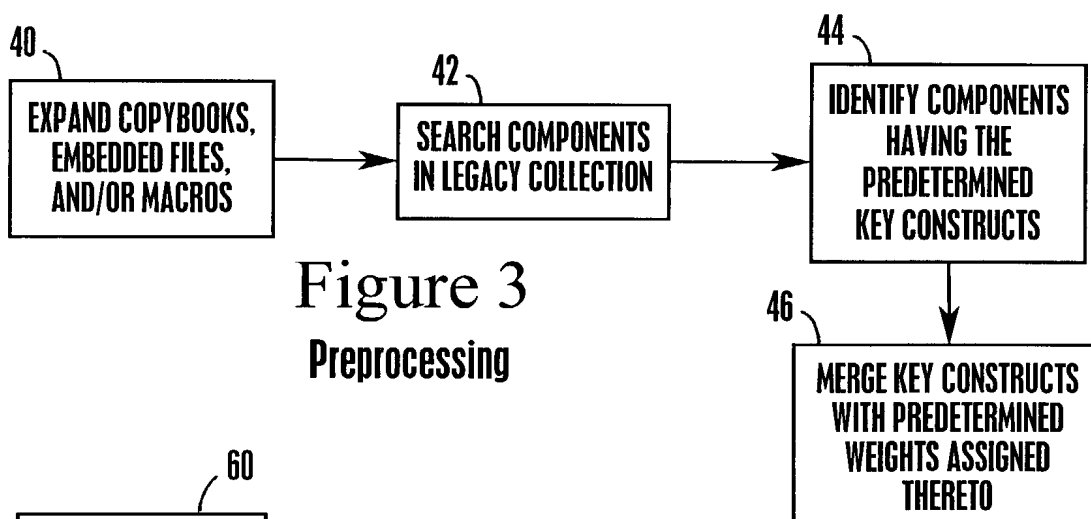 40
EXPAND COPYBOOKS,
EMBEDDED FILES,
AND/OR MACROS
42
SEARCH COMPONENTS
IN LEGACY COLLECTION
44
IDENTIFY COMPONENTS
HAVING THE
PREDETERMINED
KEY CONSTRUCTS
Figure 3
Preprocessing
46
MERGE KEY CONSTRUCTS
WITH PREDETERMINED
WEIGHTS ASSIGNED
THERETO
60